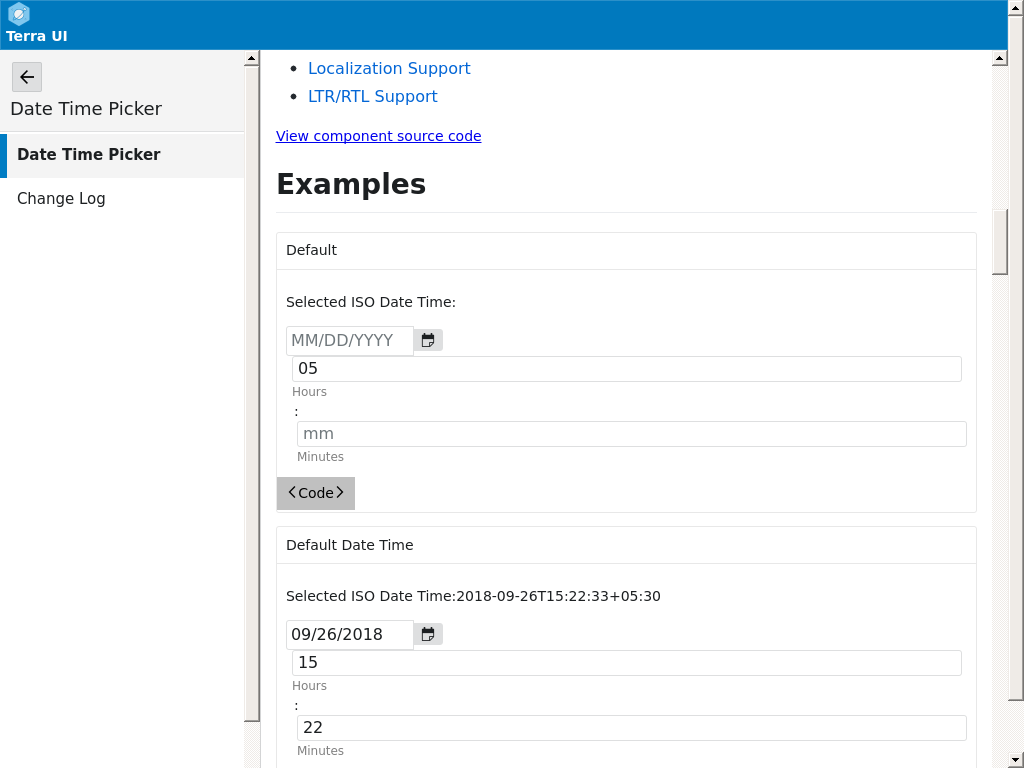 Terra UI
Date Time Picker
Date Time Picker
Change Log
Localization Support
LTR/RTL Support
View component source code
Examples
Default
Selected ISO Date Time:
MM/DD/YYYY
05
Hours
:
mm
Minutes
Code
Default Date Time
Selected ISO Date Time:2018-09-26T15:22:33+05:30
09/26/2018
15
Hours
:
22
Minutes